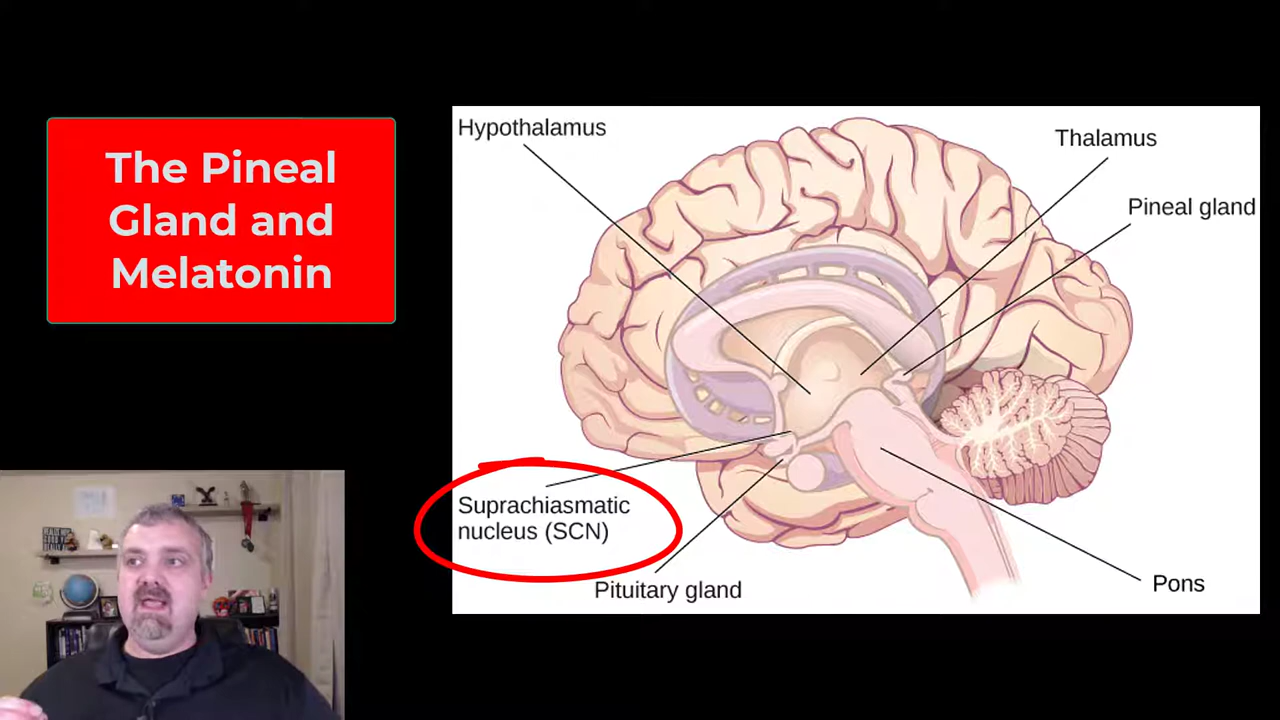 The Pineal
Gland and
Melatonin
Hypothalamus
Thalamus
Pineal gland
Suprachiasmatic
nucleus (SCN)
Pituitary gland
Pons